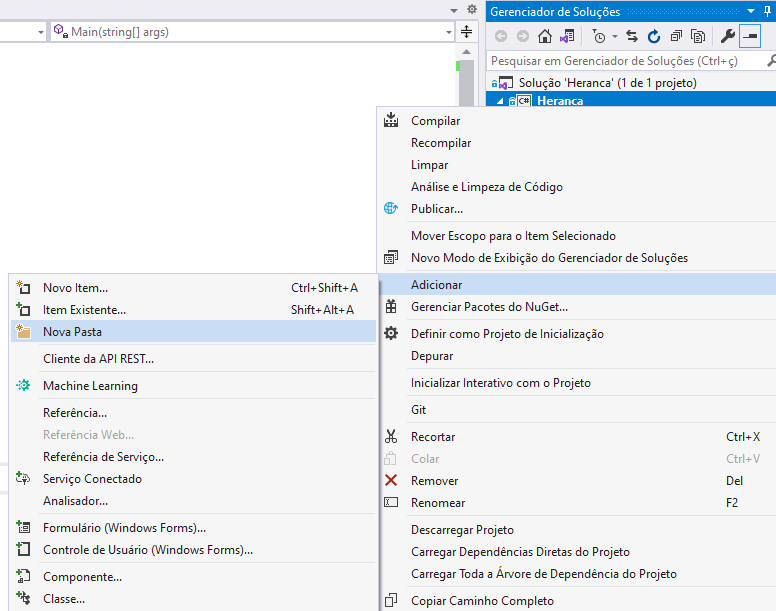 Main(string[] args)
Gerenciador de Soluções
Pesquisar em Gerenciador de Soluções (Ctrl+ç)
Solução 'Heranca' (1 de 1 projeto)
C# Heranca
Compilar
Recompilar
Limpar
Análise e Limpeza de Código
Publicar...
Mover Escopo para o Item Selecionado
Novo Modo de Exibição do Gerenciador de Soluções
Adicionar
Gerenciar Pacotes do NuGet...
Definir como Projeto de Inicialização
Depurar
Inicializar Interativo com o Projeto
Git
Recortar Ctrl+X
Colar Ctrl+V
Remover Del
Renomear F2
Descarregar Projeto
Carregar Dependências Diretas do Projeto
Carregar Toda a Árvore de Dependência do Projeto
Copiar Caminho Completo
Novo Item... Ctrl+Shift+A
Item Existente... Shift+Alt+A
Nova Pasta
Cliente da API REST...
Machine Learning
Referência...
Referência Web...
Referência de Serviço...
Serviço Conectado
Analisador...
Formulário (Windows Forms)...
Controle de Usuário (Windows Forms)...
Componente...
Classe...